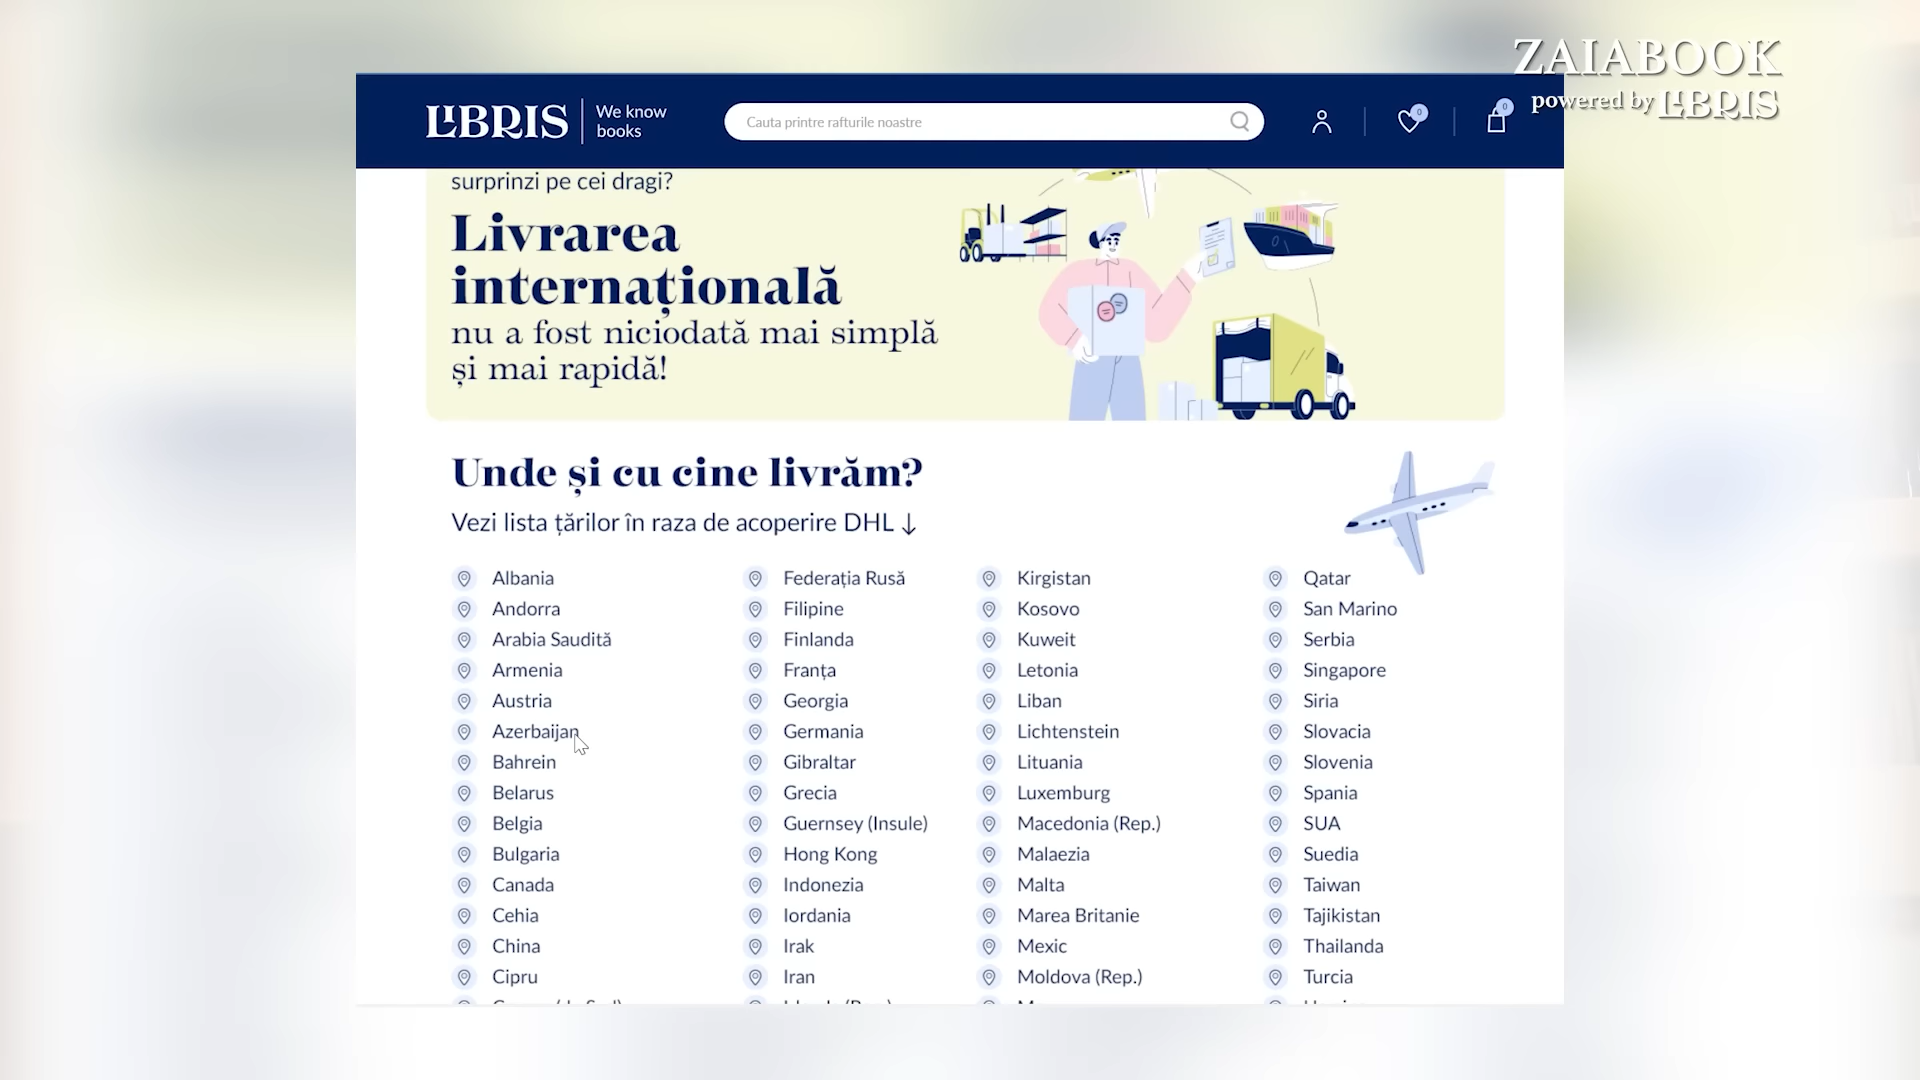 ZAIABOOK
powered by LIBRIS
LIBRIS
We know
books
Cauta printre rafturile noastre
0
0
surprinzi pe cei dragi?
Livrarea
internațională
nu a fost niciodată mai simplă
și mai rapidă!
Unde și cu cine livrăm?
Vezi lista țărilor în raza de acoperire DHL ↓
Albania
Andorra
Arabia Saudită
Armenia
Austria
Azerbaijan
Bahrein
Belarus
Belgia
Bulgaria
Canada
Cehia
China
Cipru
Federația Rusă
Filipine
Finlanda
Franța
Georgia
Germania
Gibraltar
Grecia
Guernsey (Insule)
Hong Kong
Indonezia
Iordania
Irak
Iran
Kirgistan
Kosovo
Kuweit
Letonia
Liban
Lichtenstein
Lituania
Luxemburg
Macedonia (Rep.)
Malaezia
Malta
Marea Britanie
Mexic
Moldova (Rep.)
Qatar
San Marino
Serbia
Singapore
Siria
Slovacia
Slovenia
Spania
SUA
Suedia
Taiwan
Tajikistan
Thailanda
Turcia